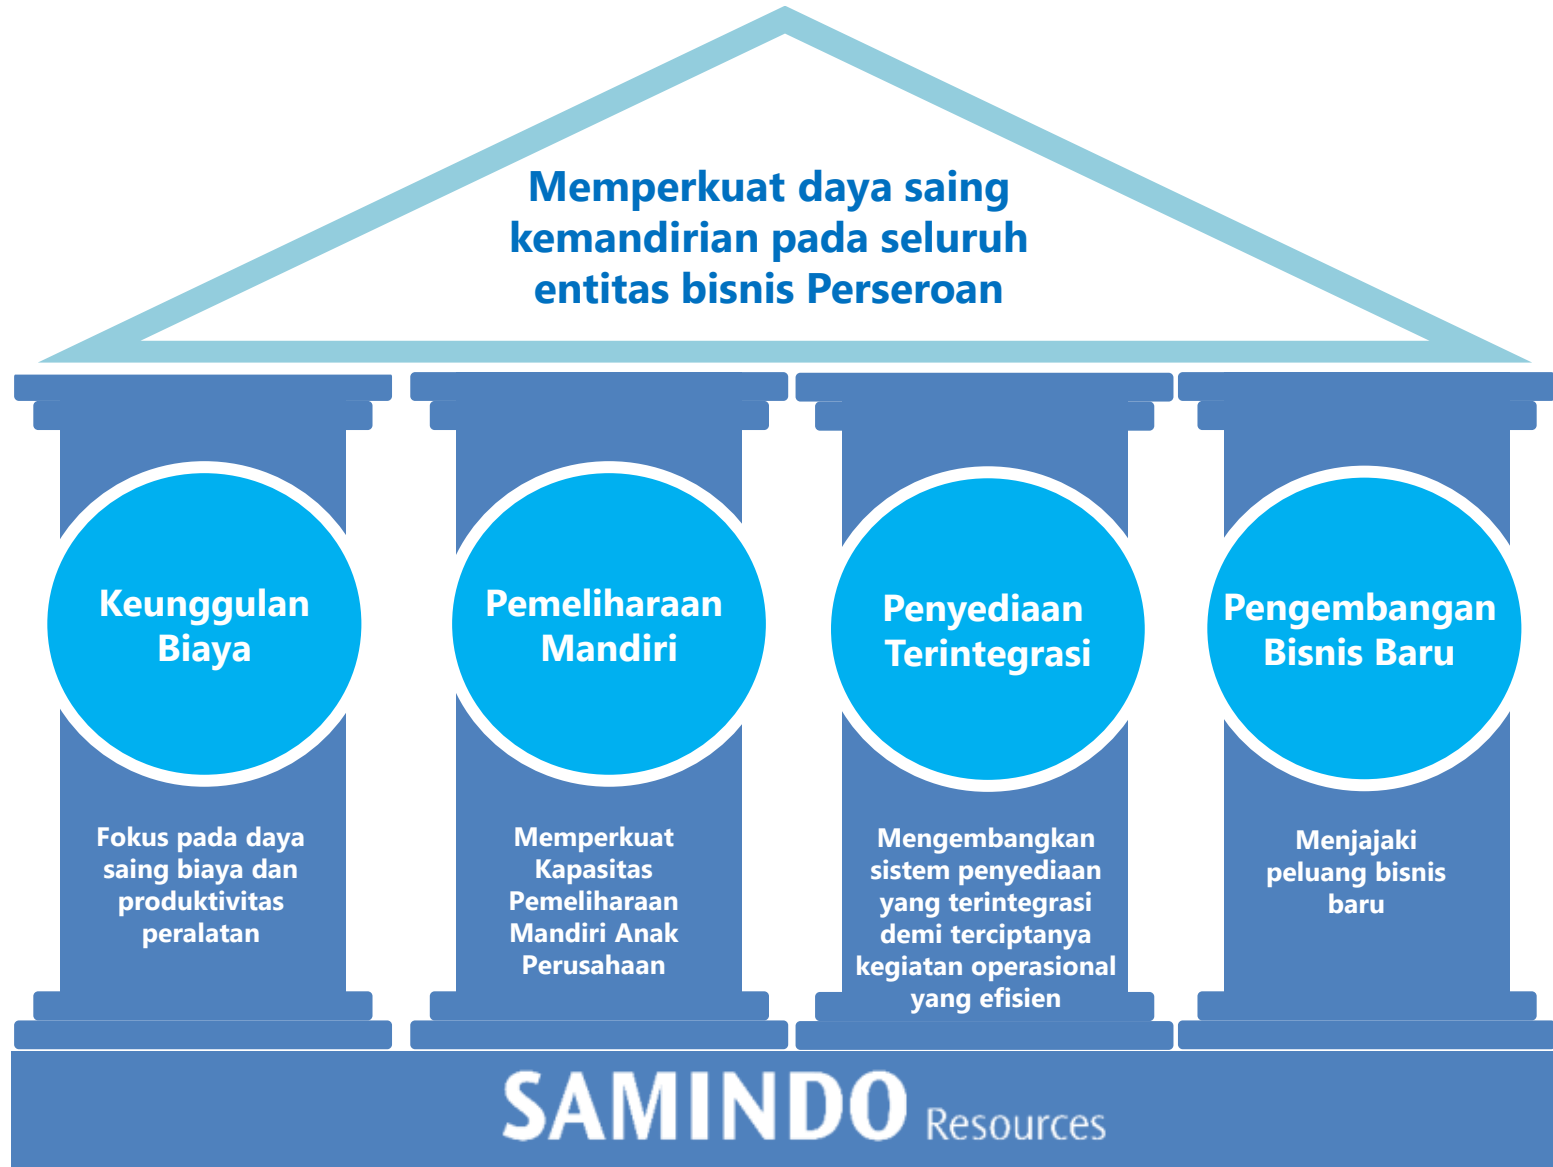 Memperkuat daya saing
kemandirian pada seluruh
entitas bisnis Perseroan
Keunggulan
Biaya
Fokus pada daya
saing biaya dan
produktivitas
peralatan
Pemeliharaan
Mandiri
Memperkuat
Kapasitas
Pemeliharaan
Mandiri Anak
Perusahaan
Penyediaan
Terintegrasi
Mengembangkan
sistem penyediaan
yang terintegrasi
demi terciptanya
kegiatan operasional
yang efisien
Pengembangan
Bisnis Baru
Menjajaki
peluang bisnis
baru
SAMINDO Resources